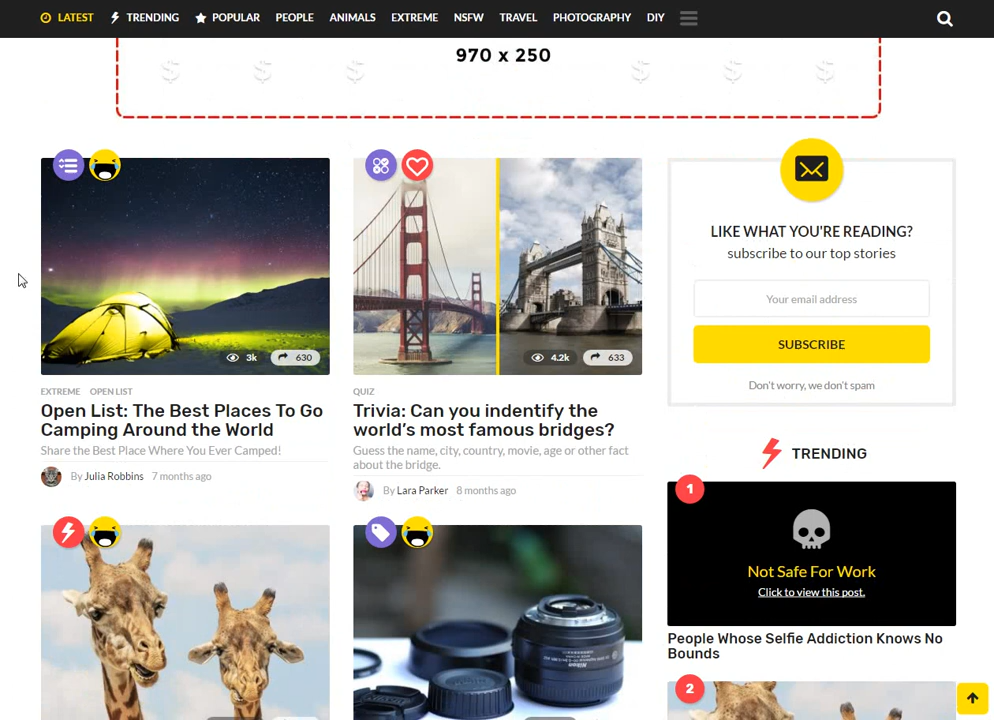 LATEST TRENDING POPULAR PEOPLE ANIMALS EXTREME NSFW TRAVEL PHOTOGRAPHY DIY
970 x 250
$ $ $ $ $ $
3k 630
4.2k 633
EXTREME OPEN LIST
Open List: The Best Places To Go
Camping Around the World
Share the Best Place Where You Ever Camped!
By Julia Robbins 7 months ago
QUIZ
Trivia: Can you indentify the
world's most famous bridges?
Guess the name, city, country, movie, age or other fact
about the bridge.
By Lara Parker 8 months ago
LIKE WHAT YOU'RE READING?
subscribe to our top stories
Your email address
SUBSCRIBE
Don't worry, we don't spam
TRENDING
1
Not Safe For Work
Click to view this post.
People Whose Selfie Addiction Knows No
Bounds
2
Nikon